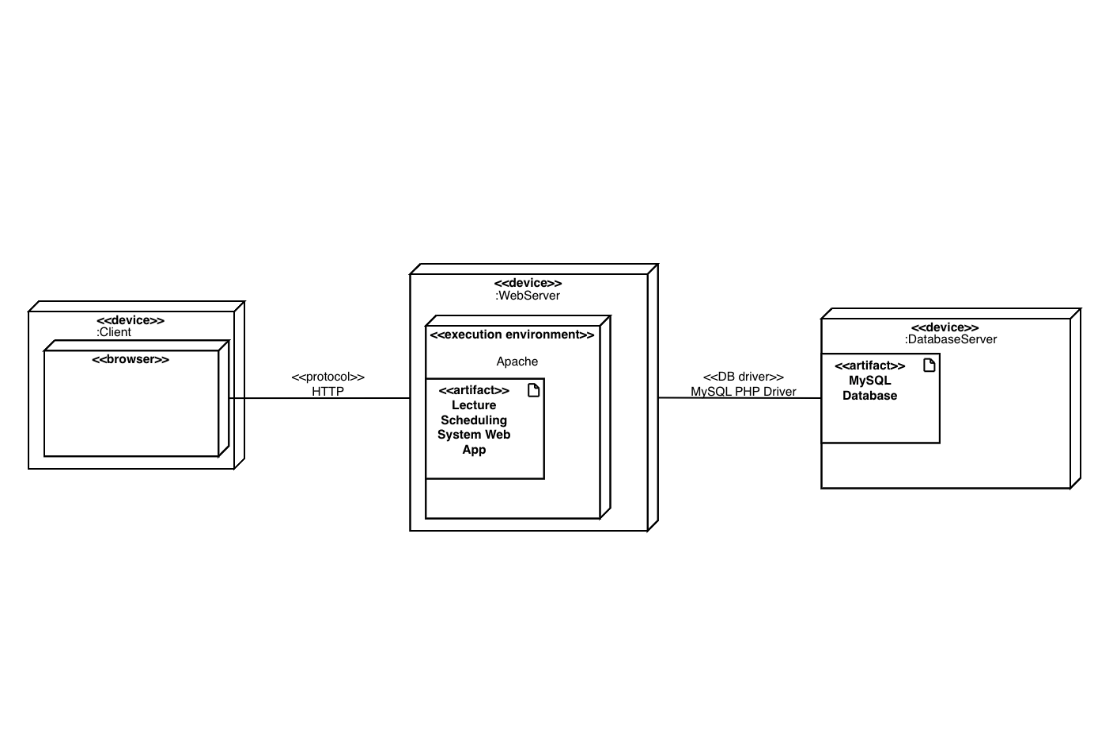 <<device>>
:Client
<<browser>>
<<protocol>>
HTTP
<<device>>
:WebServer
<<execution environment>>
Apache
<<artifact>>
Lecture
Scheduling
System Web
App
<<DB driver>>
MySQL PHP Driver
<<device>>
:DatabaseServer
<<artifact>>
MySQL
Database